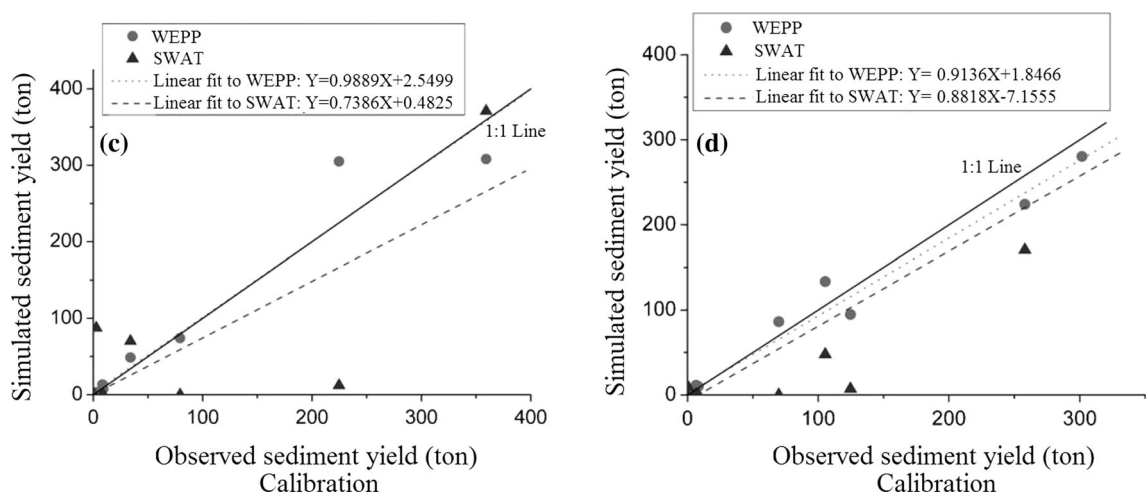 WEPP
SWAT
Linear fit to WEPP: Y=0.9889X+2.5499
Linear fit to SWAT: Y=0.7386X+0.4825
(c)
1:1 Line
400
300
200
100
0
0 100 200 300 400
Simulated sediment yield (ton)
Observed sediment yield (ton)
Calibration
WEPP
SWAT
Linear fit to WEPP: Y= 0.9136X+1.8466
Linear fit to SWAT: Y= 0.8818X-7.1555
(d)
1:1 Line
400
300
200
100
0
0 100 200 300
Simulated sediment yield (ton)
Observed sediment yield (ton)
Calibration